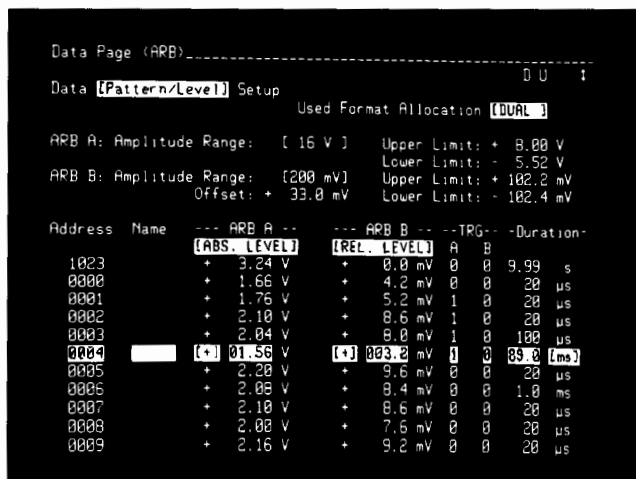 Data Page (ARB)
D U ↕
Data [Pattern/Level] Setup
Used Format Allocation [DUAL ]
ARB A: Amplitude Range: [ 16 V ] Upper Limit: + 8.00 V
Lower Limit: - 5.52 V
ARB B: Amplitude Range: [200 mV] Upper Limit: + 102.2 mV
Offset: + 33.0 mV Lower Limit: - 102.4 mV
Address Name --- ARB A -- --- ARB B -- --TRG-- -Duration-
[ABS. LEVEL] [REL. LEVEL] A B
1023 + 3.24 V + 0.0 mV 0 0 9.99 s
0000 + 1.66 V + 4.2 mV 0 0 20 µs
0001 + 1.76 V + 5.2 mV 1 0 20 µs
0002 + 2.10 V + 8.6 mV 1 0 20 µs
0003 + 2.04 V + 8.0 mV 1 0 100 µs
0004 [+] 01.56 V [+] 003.2 mV 1 0 89.0 [ms]
0005 + 2.20 V + 9.6 mV 0 0 20 µs
0006 + 2.08 V + 8.4 mV 0 0 1.0 ms
0007 + 2.10 V + 8.6 mV 0 0 20 µs
0008 + 2.00 V + 7.6 mV 0 0 20 µs
0009 + 2.16 V + 9.2 mV 0 0 20 µs